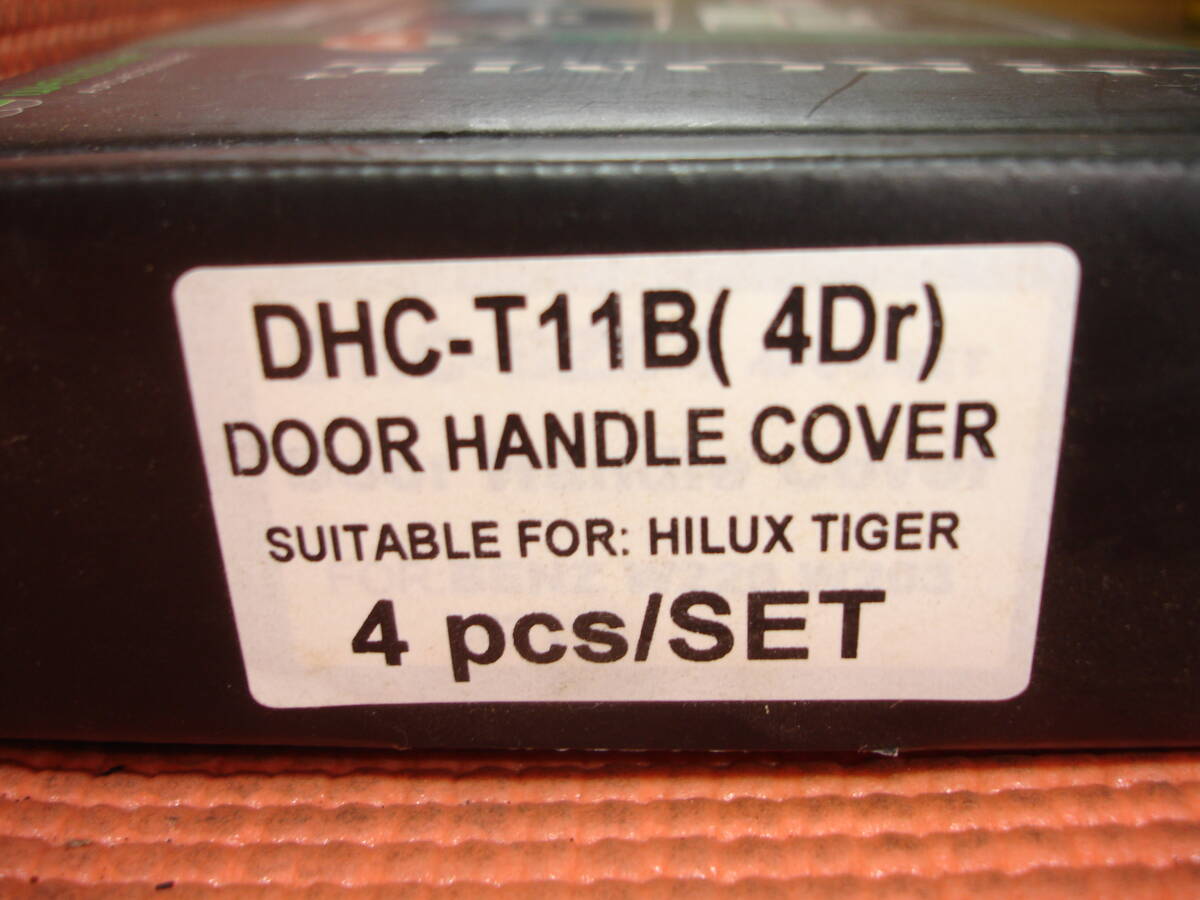 DHC-T11B( 4Dr)
DOOR HANDLE COVER
SUITABLE FOR: HILUX TIGER
4 pcs/SET